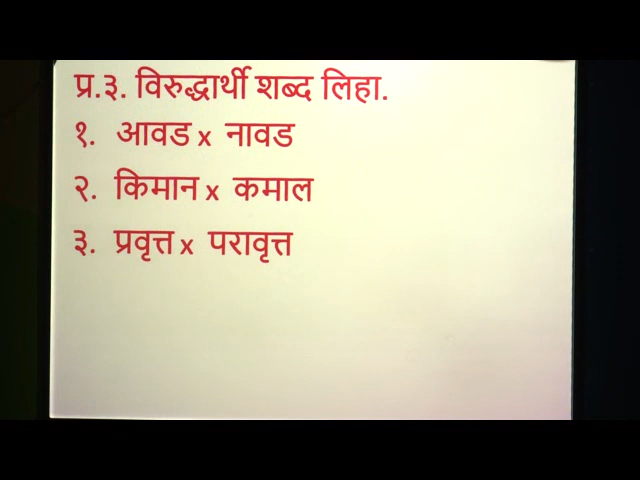 प्र.३. विरुद्धार्थी शब्द लिहा.
१. आवड x नावड
२. किमान x कमाल
३. प्रवृत्त x परावृत्त